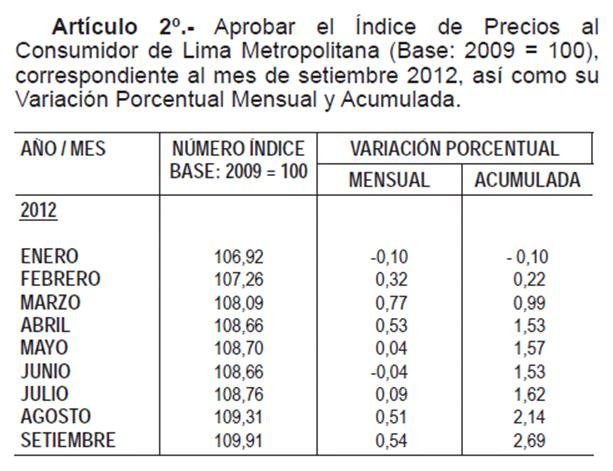 Artículo 2º.- Aprobar el Índice de Precios al
Consumidor de Lima Metropolitana (Base: 2009 = 100),
correspondiente al mes de setiembre 2012, así como su
Variación Porcentual Mensual y Acumulada.
AÑO / MES NÚMERO ÍNDICE BASE: 2009 = 100 VARIACIÓN PORCENTUAL
MENSUAL ACUMULADA
2012
ENERO 106,92 -0,10 - 0,10
FEBRERO 107,26 0,32 0,22
MARZO 108,09 0,77 0,99
ABRIL 108,66 0,53 1,53
MAYO 108,70 0,04 1,57
JUNIO 108,66 -0,04 1,53
JULIO 108,76 0,09 1,62
AGOSTO 109,31 0,51 2,14
SETIEMBRE 109,91 0,54 2,69